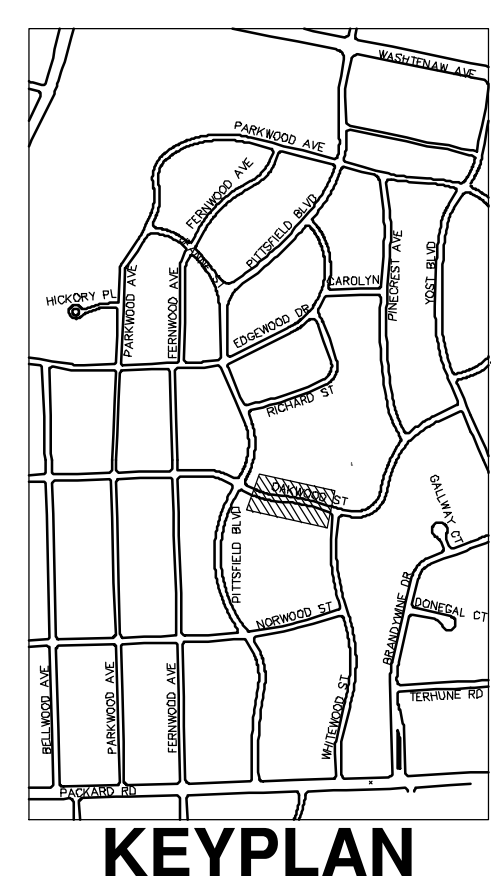 WASHTENAW AVE
PARKWOOD AVE
FERNWOOD AVE
PITTSFIELD BLVD
PINECREST AVE
YOST BLVD
CAROLYN
HICKORY PL
PARKWOOD AVE
FERNWOOD AVE
EDGEWOOD DR
RICHARD ST
OAKWOOD ST
GALLWAY CT
PITTSFIELD BLVD
BRANDYWINE DR
DONEGAL CT
NORWOOD ST
BELLWOOD AVE
PARKWOOD AVE
FERNWOOD AVE
WHITEWOOD ST
TERHUNE RD
PACKARD RD
KEYPLAN